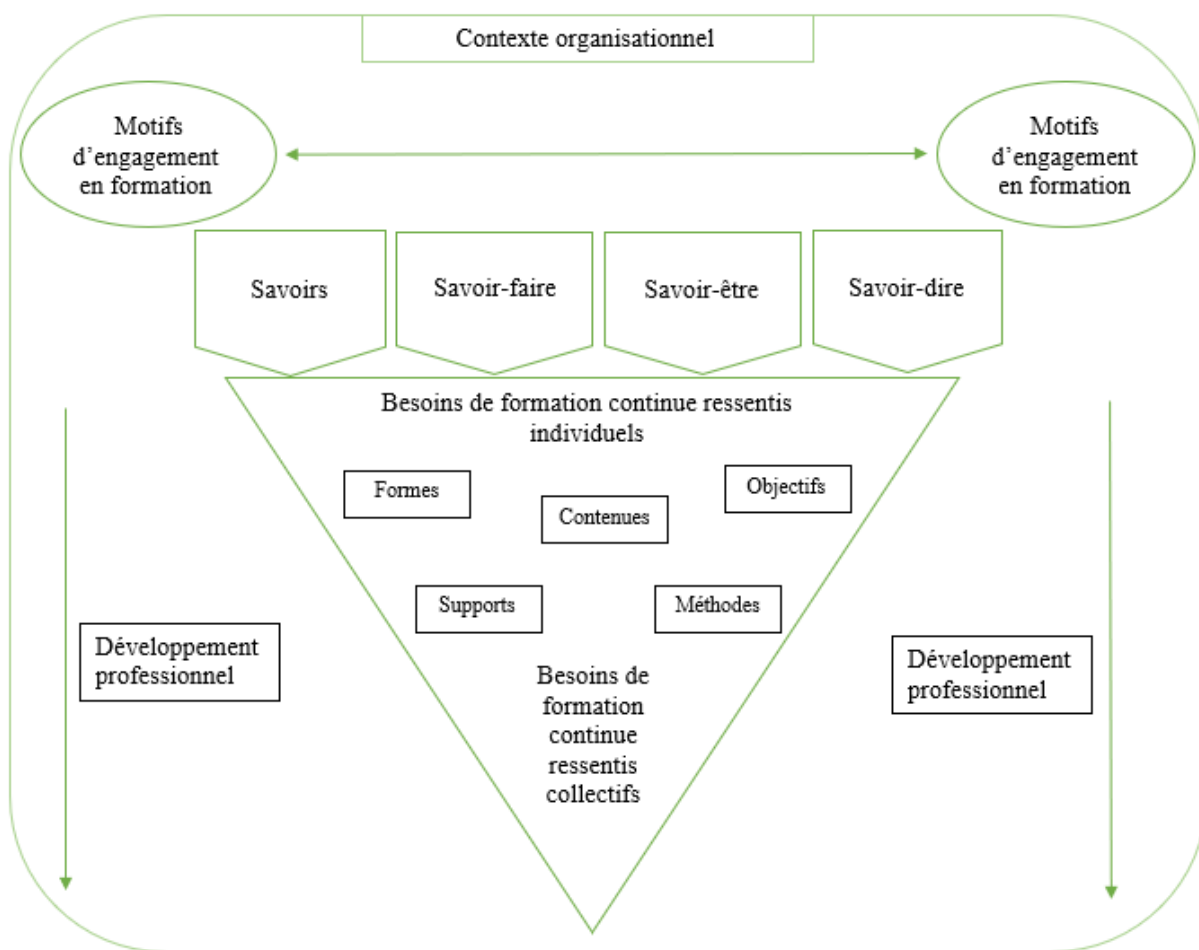 Contexte organisationnel
Motifs
d’engagement
en formation
Motifs
d’engagement
en formation
Savoirs
Savoir-faire
Savoir-être
Savoir-dire
Besoins de formation continue ressentis
individuels
Formes
Contenues
Objectifs
Supports
Méthodes
Développement
professionnel
Besoins de
formation
continue
ressentis
collectifs
Développement
professionnel